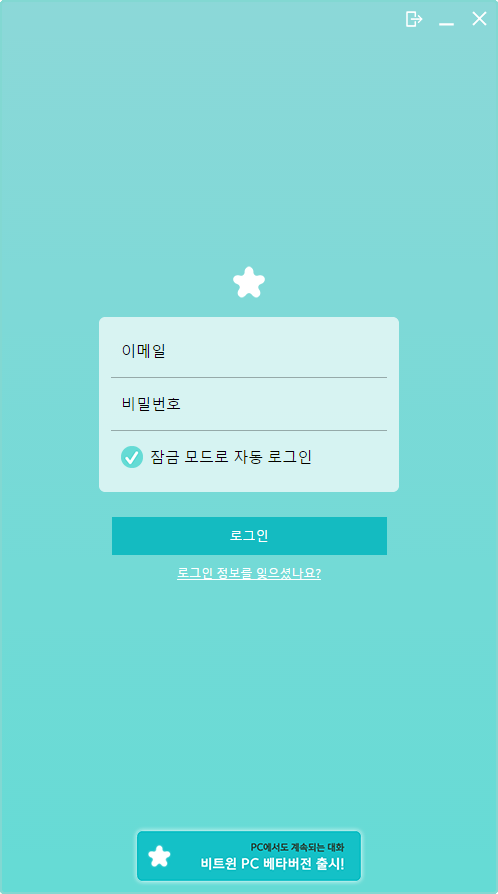 이메일
비밀번호
잠금 모드로 자동 로그인
로그인
로그인 정보를 잊으셨나요?
PC에서도 계속되는 대화
비트윈 PC 베타버전 출시!